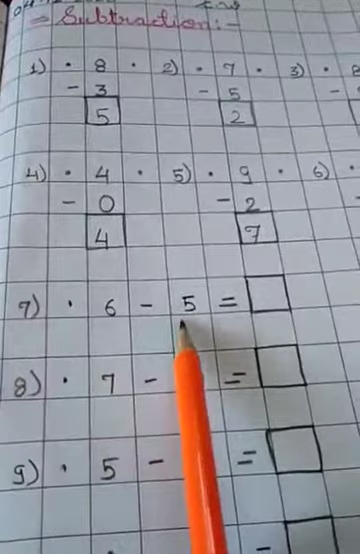 Subtraction:-
1) · 8 · 2) · 7 · 3) ·
- 3 - 5 -
5 2
4) · 4 · 5) · 9 · 6) ·
- 0 - 2 -
4 7
7) · 6 - 5 =
8) · 7 - =
9) · 5 - =
-